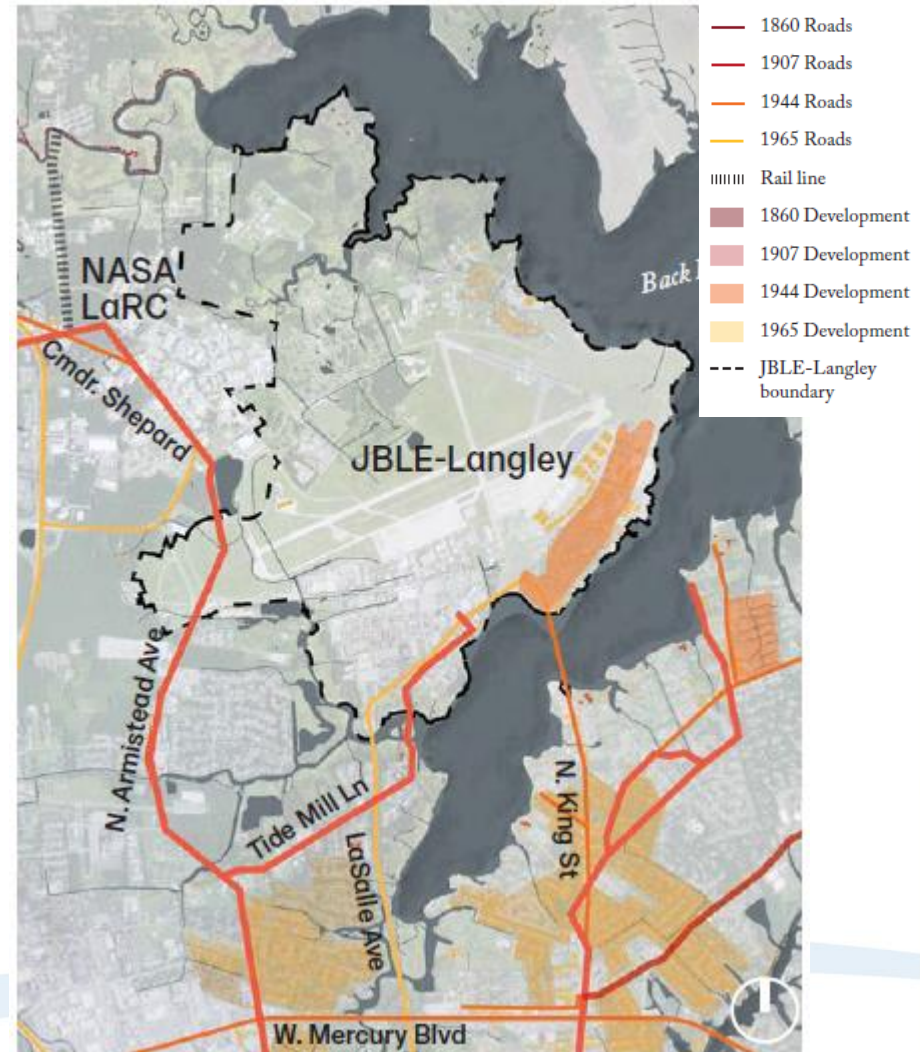 1860 Roads
1907 Roads
1944 Roads
1965 Roads
Rail line
1860 Development
1907 Development
1944 Development
1965 Development
JBLE-Langley
boundary
Back
NASA
LaRC
Cmdr. Shepard
JBLE-Langley
N. Armistead Ave
Tide Mill Ln
LaSalle Ave
N. King St
W. Mercury Blvd